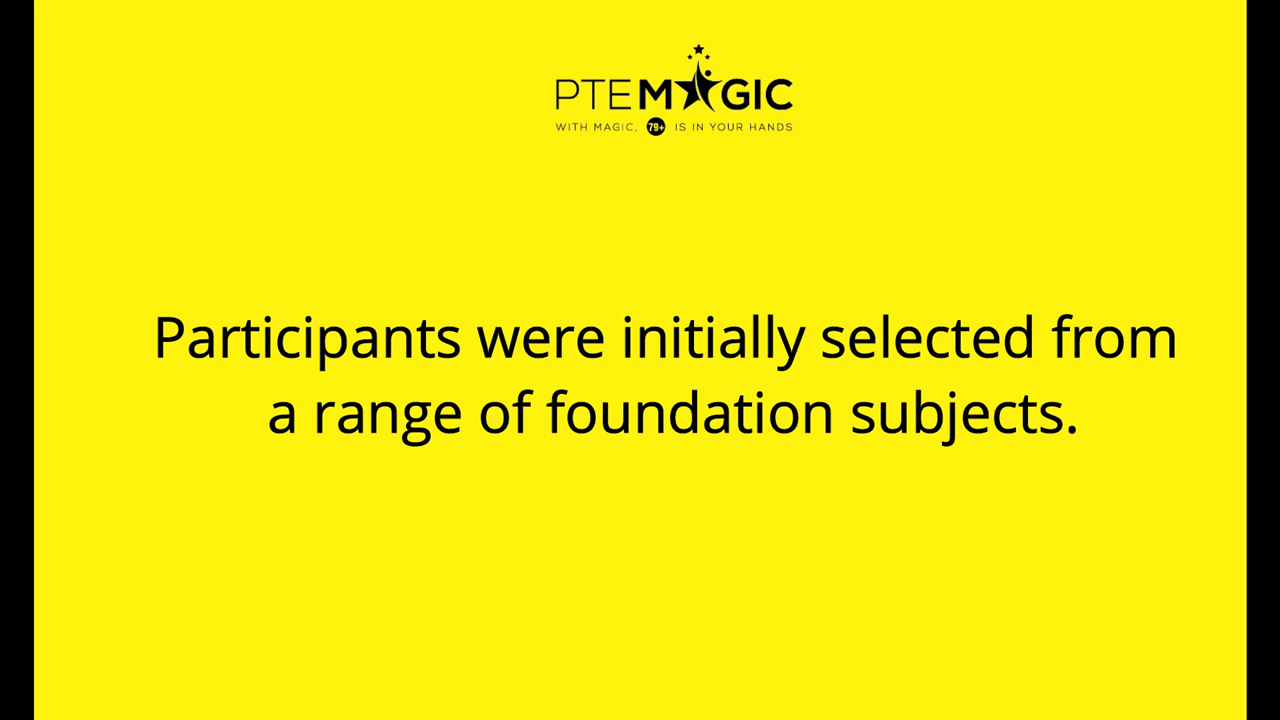 PTEMAGIC
WITH MAGIC, 79+ IS IN YOUR HANDS
Participants were initially selected from
a range of foundation subjects.